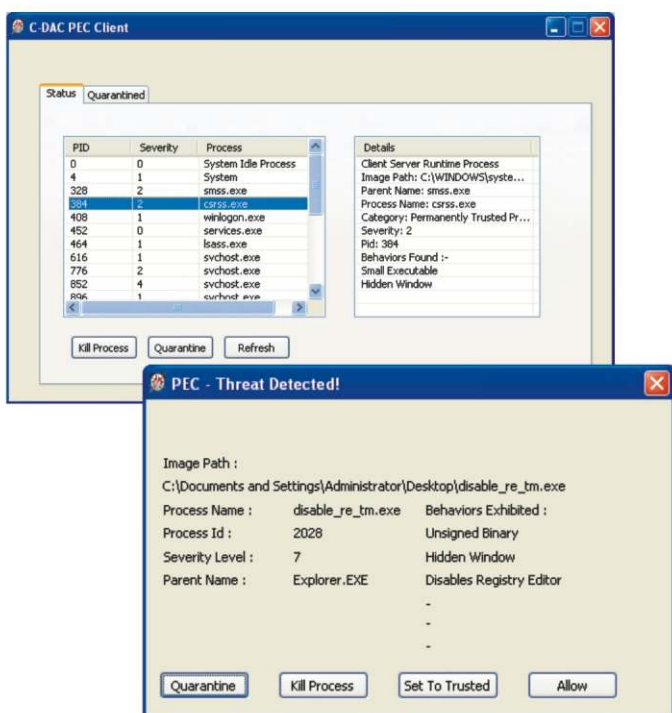 C-DAC PEC Client
Status Quarantined
PID Severity Process
0 0 System Idle Process
4 1 System
328 2 smss.exe
384 2 csrss.exe
408 1 winlogon.exe
452 0 services.exe
464 1 lsass.exe
616 1 svchost.exe
776 2 svchost.exe
852 4 svchost.exe
896 1 svchost.exe
Details
Client Server Runtime Process
Image Path: C:\WINDOWS\syste...
Parent Name: smss.exe
Process Name: csrss.exe
Category: Permanently Trusted Pr...
Severity: 2
Pid: 384
Behaviors Found :-
Small Executable
Hidden Window
Kill Process Quarantine Refresh
PEC - Threat Detected!
Image Path :
C:\Documents and Settings\Administrator\Desktop\disable_re_tm.exe
Process Name : disable_re_tm.exe Behaviors Exhibited :
Process Id : 2028 Unsigned Binary
Severity Level : 7 Hidden Window
Parent Name : Explorer.EXE Disables Registry Editor
-
-
-
Quarantine Kill Process Set To Trusted Allow